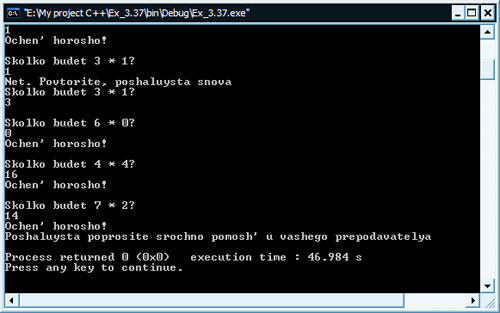 "E:\My project C++\Ex_3.37\bin\Debug\Ex_3.37.exe"
1
Ochen' horosho!
Skolko budet 3 * 1?
1
Net. Povtorite, poshaluysta snova
Skolko budet 3 * 1?
3
Skolko budet 6 * 0?
0
Ochen' horosho!
Skolko budet 4 * 4?
16
Ochen' horosho!
Skolko budet 7 * 2?
14
Ochen' horosho!
Poshaluysta poprosite srochno pomosh' u vashego prepodavatelya
Process returned 0 (0x0)   execution time : 46.984 s
Press any key to continue.